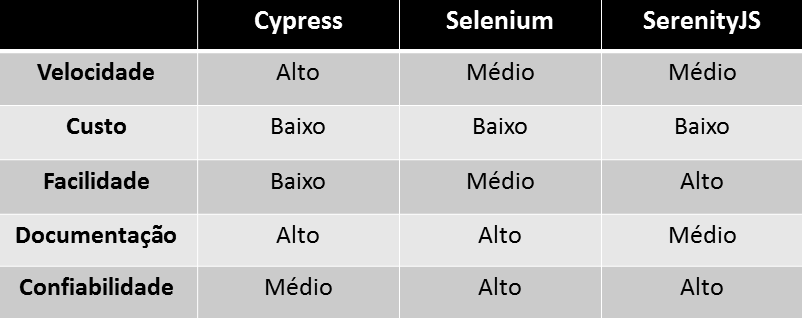 Cypress Selenium SerenityJS
Velocidade Alto Médio Médio
Custo Baixo Baixo Baixo
Facilidade Baixo Médio Alto
Documentação Alto Alto Médio
Confiabilidade Médio Alto Alto